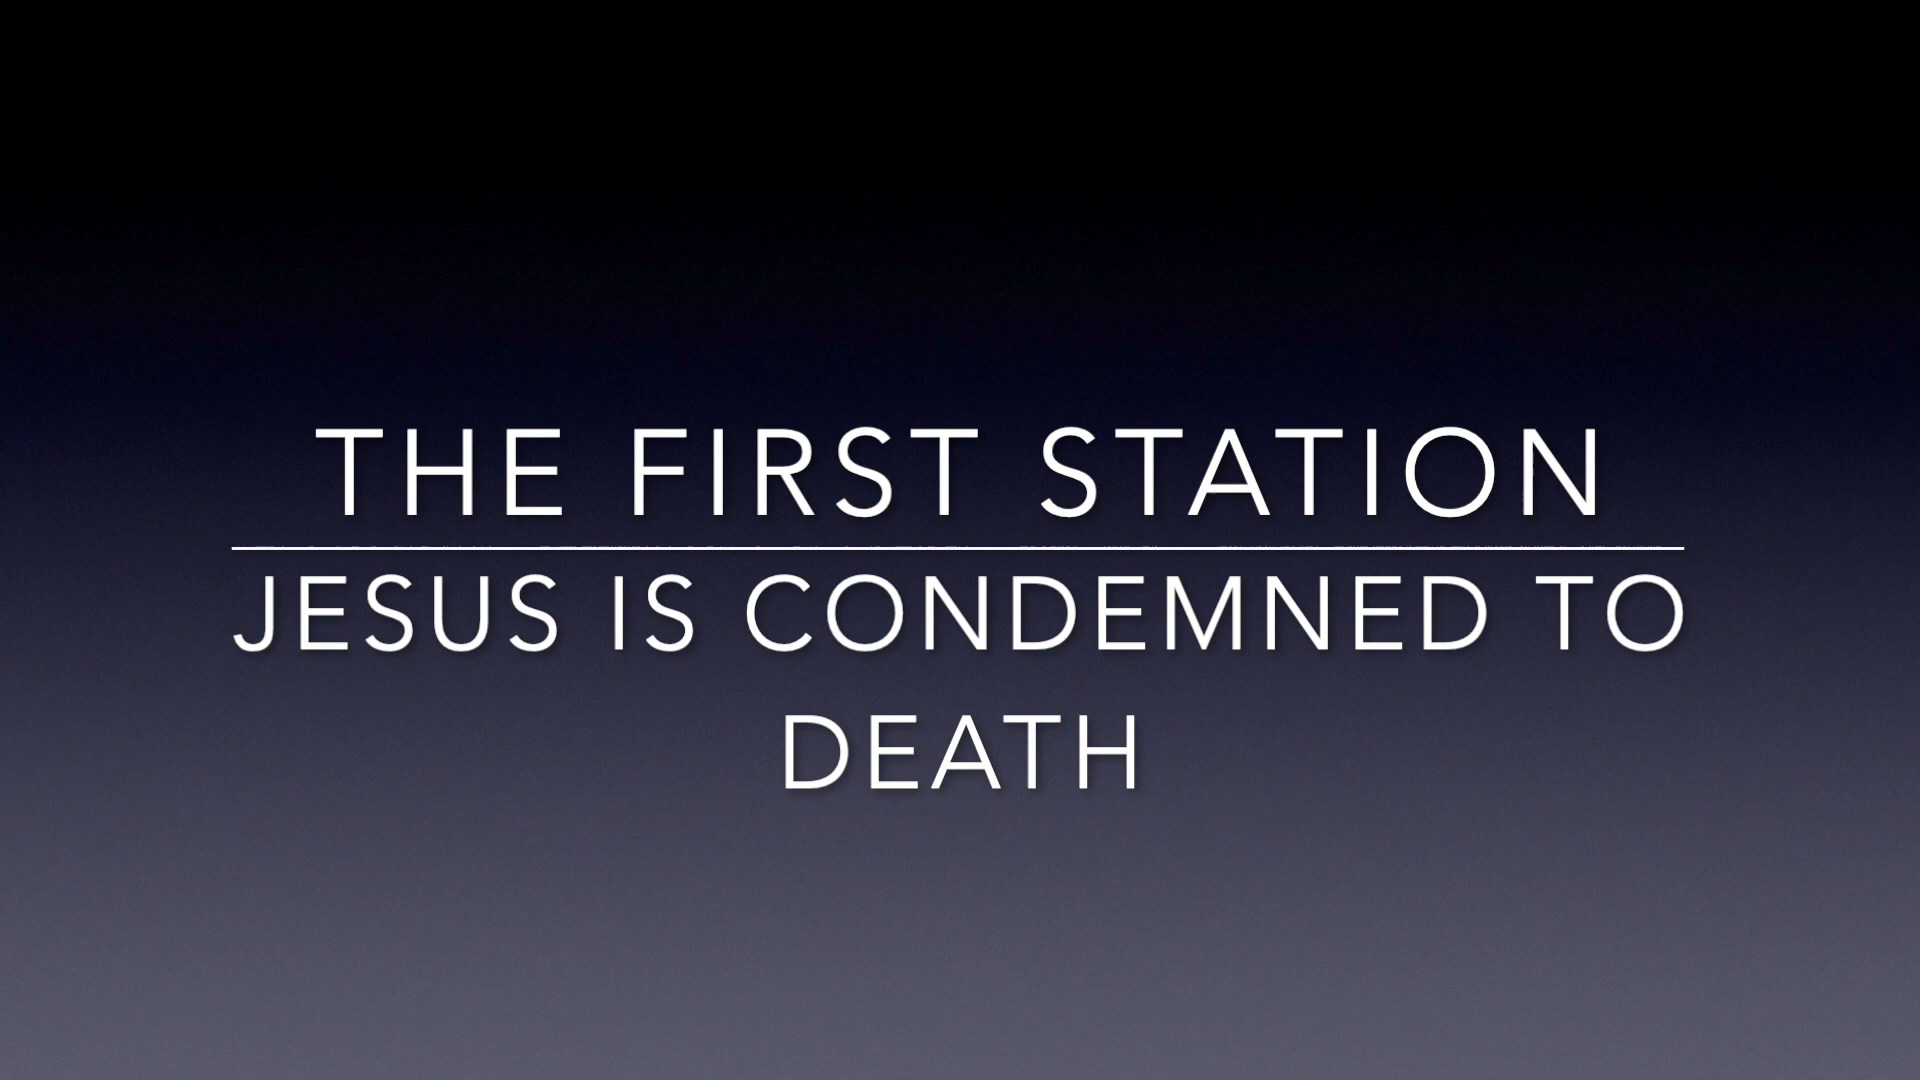 THE FIRST STATION
JESUS IS CONDEMNED TO
DEATH